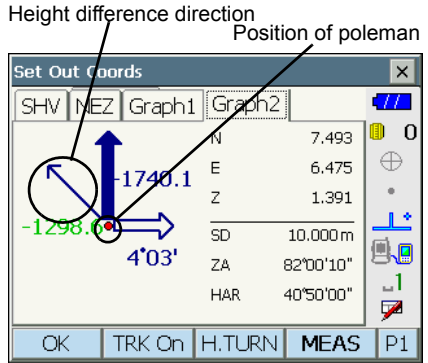 Height difference direction
Position of poleman
Set Out Coords
SHV NEZ Graph1 Graph2
N 7.493
E 6.475
Z 1.391
SD 10.000 m
ZA 82°00'10"
HAR 40°50'00"
-1740.1
-1298.6
4°03'
0
1
OK TRK On H.TURN MEAS P1